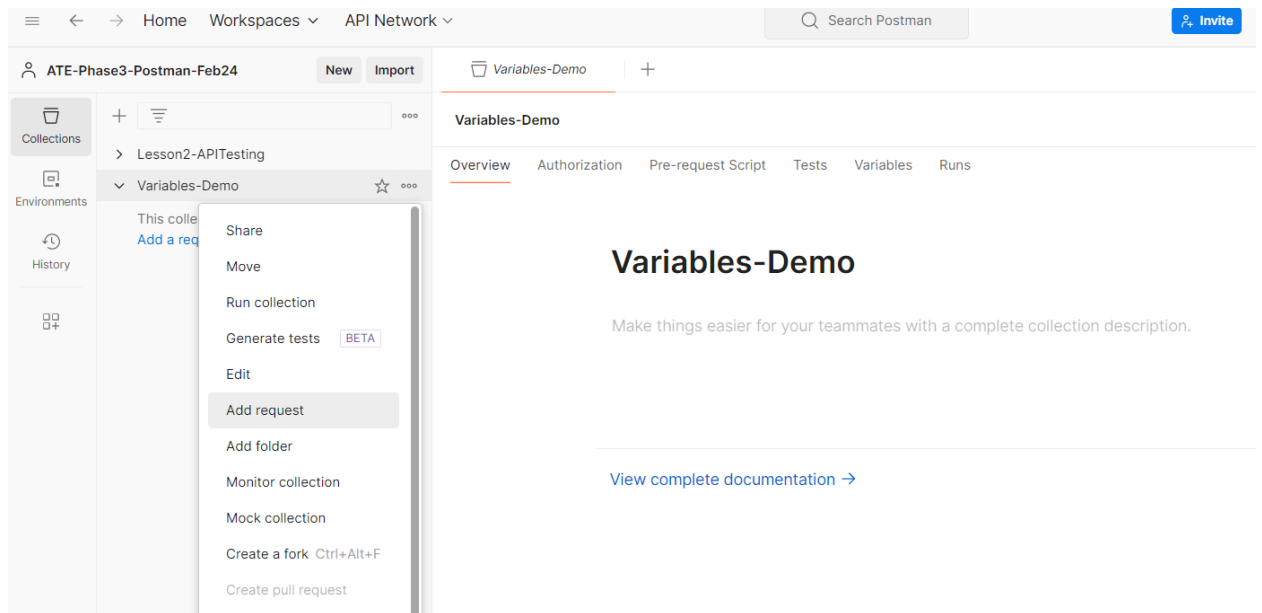 Home Workspaces API Network Search Postman Invite
ATE-Phase3-Postman-Feb24 New Import
Variables-Demo
Collections
Environments
History
Lesson2-APITesting
Variables-Demo
This colle
Add a req
Share
Move
Run collection
Generate tests BETA
Edit
Add request
Add folder
Monitor collection
Mock collection
Create a fork Ctrl+Alt+F
Create pull request
Variables-Demo
Overview Authorization Pre-request Script Tests Variables Runs
Variables-Demo
Make things easier for your teammates with a complete collection description.
View complete documentation →